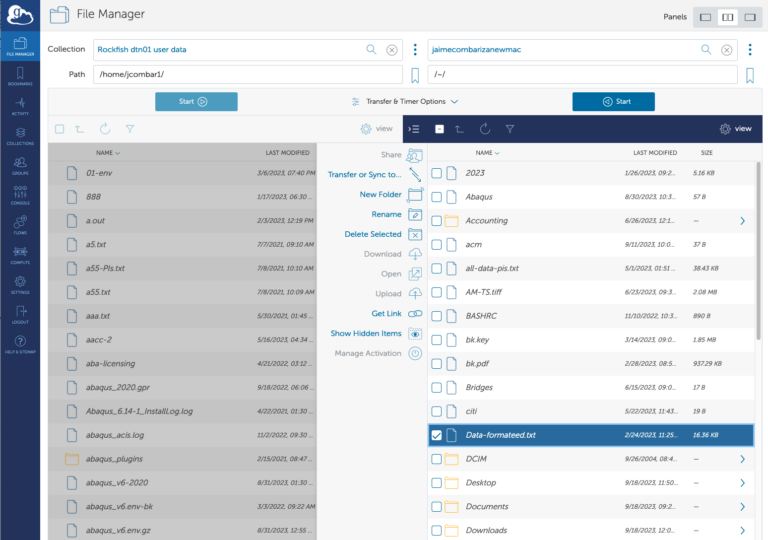 File Manager
Panels
FILE MANAGER
BOOKMARKS
ACTIVITY
COLLECTIONS
GROUPS
CONSOLE
FLOWS
COMPUTE
SETTINGS
LOGOUT
HELP & SITEMAP
Collection
Rockfish dtn01 user data
jaimecombarizanewmac
Path
/home/jcombar1/
/~/
Start
Transfer & Timer Options
Start
view
view
NAME LAST MODIFIED
01-env 3/6/2023, 07:40 PM
888 1/17/2023, 06:30 ...
a.out 2/3/2023, 12:19 PM
a5.txt 7/7/2021, 09:10 AM
a55-Pls.txt 7/8/2021, 10:10 AM
a55.txt 7/8/2021, 10:09 AM
aaa.txt 5/30/2021, 01:45 ...
aacc-2 5/16/2023, 04:34 ...
aba-licensing 4/21/2022, 03:12 ...
abaqus_2020.gpr 9/18/2022, 06:06 ...
Abaqus_6.14-1_InstallLog.log 4/22/2022, 01:30 ...
abaqus_acis.log 11/2/2022, 09:30 ...
abaqus_plugins 2/15/2021, 08:47 ...
abaqus_v6-2020 8/31/2023, 01:30 ...
abaqus_v6.env-bk 3/3/2022, 09:22 AM
abaqus_v6.env.gz 8/31/2023, 12:55 ...
Share
Transfer or Sync to...
New Folder
Rename
Delete Selected
Download
Open
Upload
Get Link
Show Hidden Items
Manage Activation
NAME LAST MODIFIED SIZE
2023 1/26/2023, 09:2... 5.16 KB
Abaqus 8/30/2023, 10:3... 57 B
Accounting 6/26/2023, 12:1... –
acm 9/11/2023, 10:0... 37 B
all-data-pis.txt 5/1/2023, 01:51 ... 38.43 KB
AM-TS.tiff 6/23/2023, 09:3... 2.08 MB
BASHRC 11/10/2022, 10:3... 890 B
bk.key 3/14/2023, 09:0... 1.85 MB
bk.pdf 2/28/2023, 08:5... 937.29 KB
Bridges 6/15/2023, 09:0... 17 B
citi 5/22/2023, 11:43... 19 B
Data-formateed.txt 2/24/2023, 11:25... 16.36 KB
DCIM 9/26/2004, 08:4... –
Desktop 9/18/2023, 11:50... –
Documents 9/18/2023, 09:2... –
Downloads 9/18/2023, 12:0... –